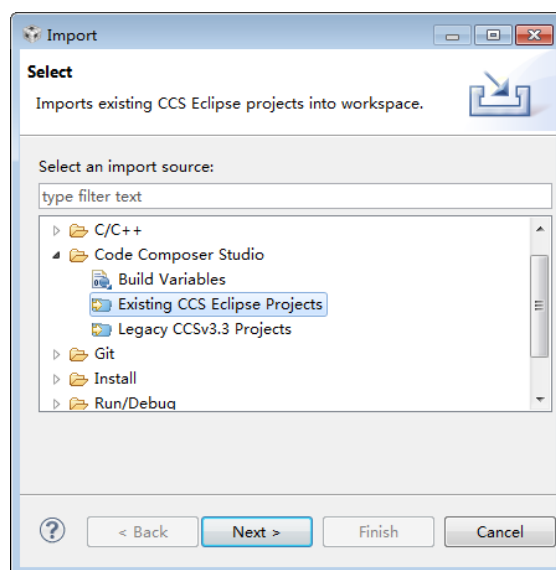 Import
Select
Imports existing CCS Eclipse projects into workspace.
Select an import source:
type filter text
C/C++
Code Composer Studio
Build Variables
Existing CCS Eclipse Projects
Legacy CCSv3.3 Projects
Git
Install
Run/Debug
?
< Back
Next >
Finish
Cancel